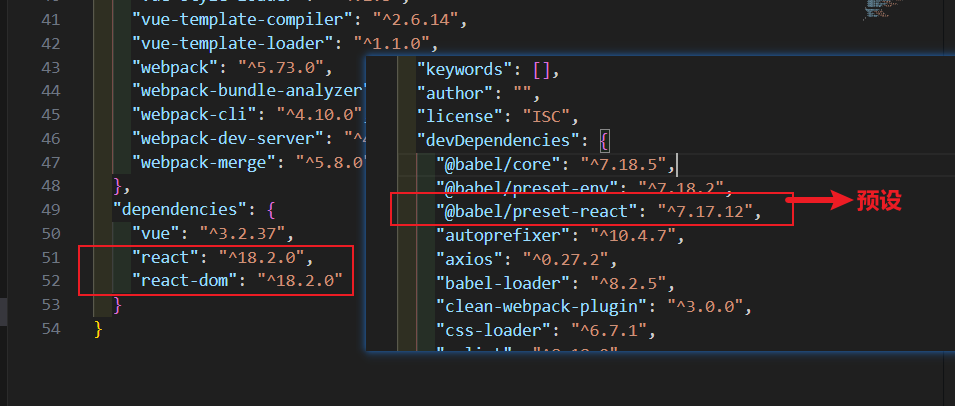 41 "vue-template-compiler": "^2.6.14",
42 "vue-template-loader": "^1.1.0",
43 "webpack": "^5.73.0",
44 "webpack-bundle-analyzer"
45 "webpack-cli": "^4.10.0",
46 "webpack-dev-server": "^
47 "webpack-merge": "^5.8.0"
48 },
49 "dependencies": {
50 "vue": "^3.2.37",
51 "react": "^18.2.0",
52 "react-dom": "^18.2.0"
53 }
54 }
"keywords": [],
"author": "",
"license": "ISC",
"devDependencies": {
"@babel/core": "^7.18.5",
"@babel/preset-env": "^7.18.2",
"@babel/preset-react": "^7.17.12",
预设
"autoprefixer": "^10.4.7",
"axios": "^0.27.2",
"babel-loader": "^8.2.5",
"clean-webpack-plugin": "^3.0.0",
"css-loader": "^6.7.1",